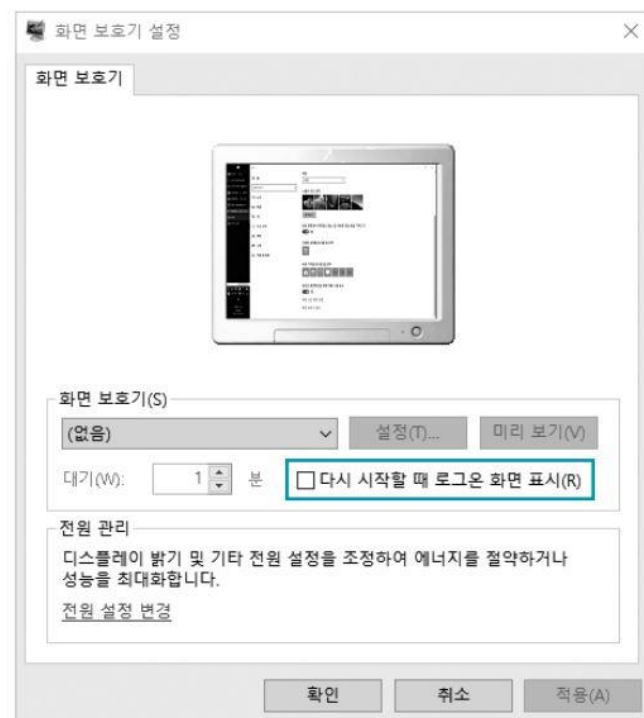 화면 보호기 설정
화면 보호기
화면 보호기(S)
(없음)
설정(T)...
미리 보기(V)
대기(W):
1
분
다시 시작할 때 로그온 화면 표시(R)
전원 관리
디스플레이 밝기 및 기타 전원 설정을 조정하여 에너지를 절약하거나
성능을 최대화합니다.
전원 설정 변경
확인
취소
적용(A)